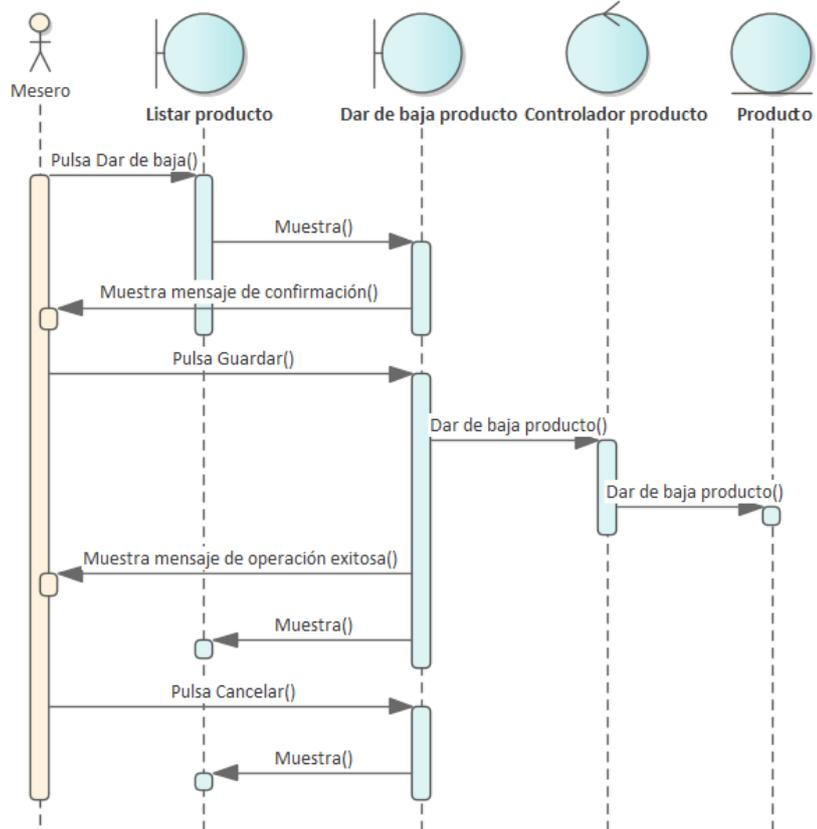 Mesero
Listar producto
Dar de baja producto
Controlador producto
Producto
Pulsa Dar de baja()
Muestra()
Muestra mensaje de confirmación()
Pulsa Guardar()
Dar de baja producto()
Dar de baja producto()
Muestra mensaje de operación exitosa()
Muestra()
Pulsa Cancelar()
Muestra()